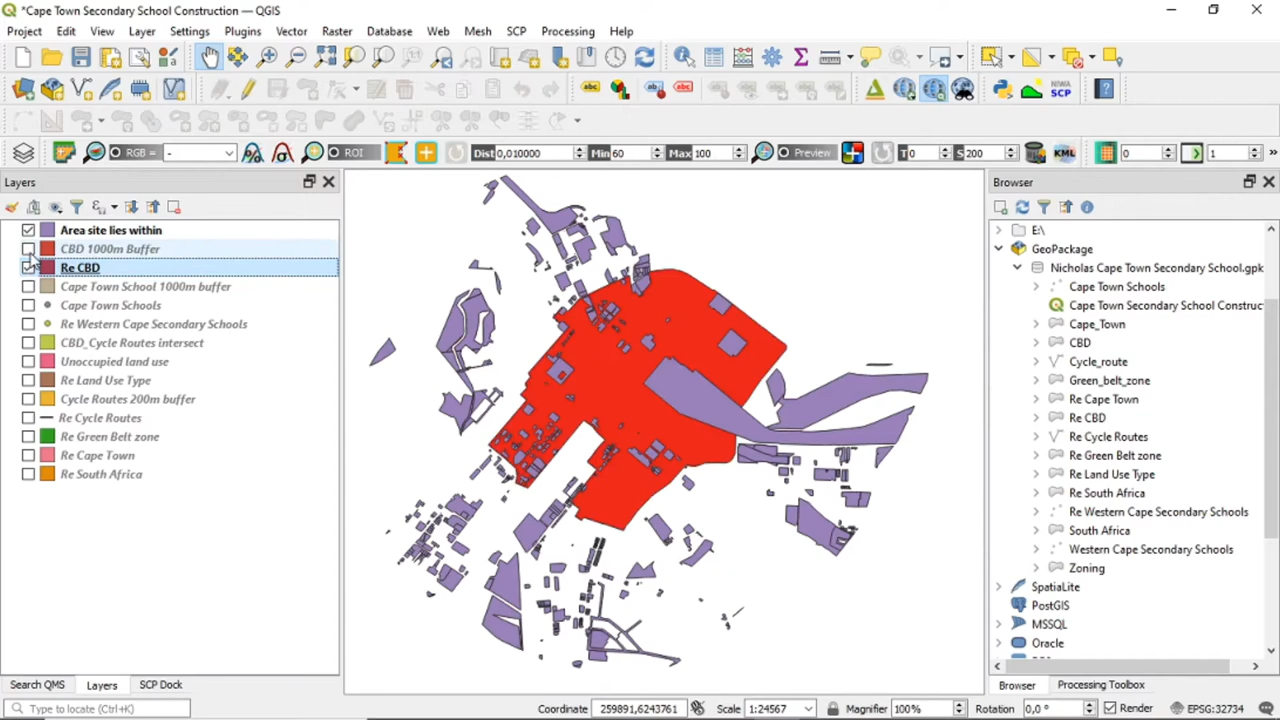 *Cape Town Secondary School Construction — QGIS
Project Edit View Layer Settings Plugins Vector Raster Database Web Mesh SCP Processing Help
abc abc abc abc NIWA SCP
RGB = - ROI Dist 0,010000 Min 60 Max 100 Preview T 0 S 200 KML 0 1 »
Layers
Area site lies within
CBD 1000m Buffer
Re CBD
Cape Town School 1000m buffer
Cape Town Schools
Re Western Cape Secondary Schools
CBD_Cycle Routes intersect
Unoccupied land use
Re Land Use Type
Cycle Routes 200m buffer
Re Cycle Routes
Re Green Belt zone
Re Cape Town
Re South Africa
Search QMS Layers SCP Dock
Browser
E:\
GeoPackage
Nicholas Cape Town Secondary School.gpk
Cape Town Schools
Cape Town Secondary School Construc
Cape_Town
CBD
Cycle_route
Green_belt_zone
Re Cape Town
Re CBD
Re Cycle Routes
Re Green Belt zone
Re Land Use Type
Re South Africa
Re Western Cape Secondary Schools
South Africa
Western Cape Secondary Schools
Zoning
SpatiaLite
PostGIS
MSSQL
Oracle
Browser Processing Toolbox
Type to locate (Ctrl+K) Coordinate 259891,6243761 Scale 1:24567 Magnifier 100% Rotation 0,0 ° Render EPSG:32734